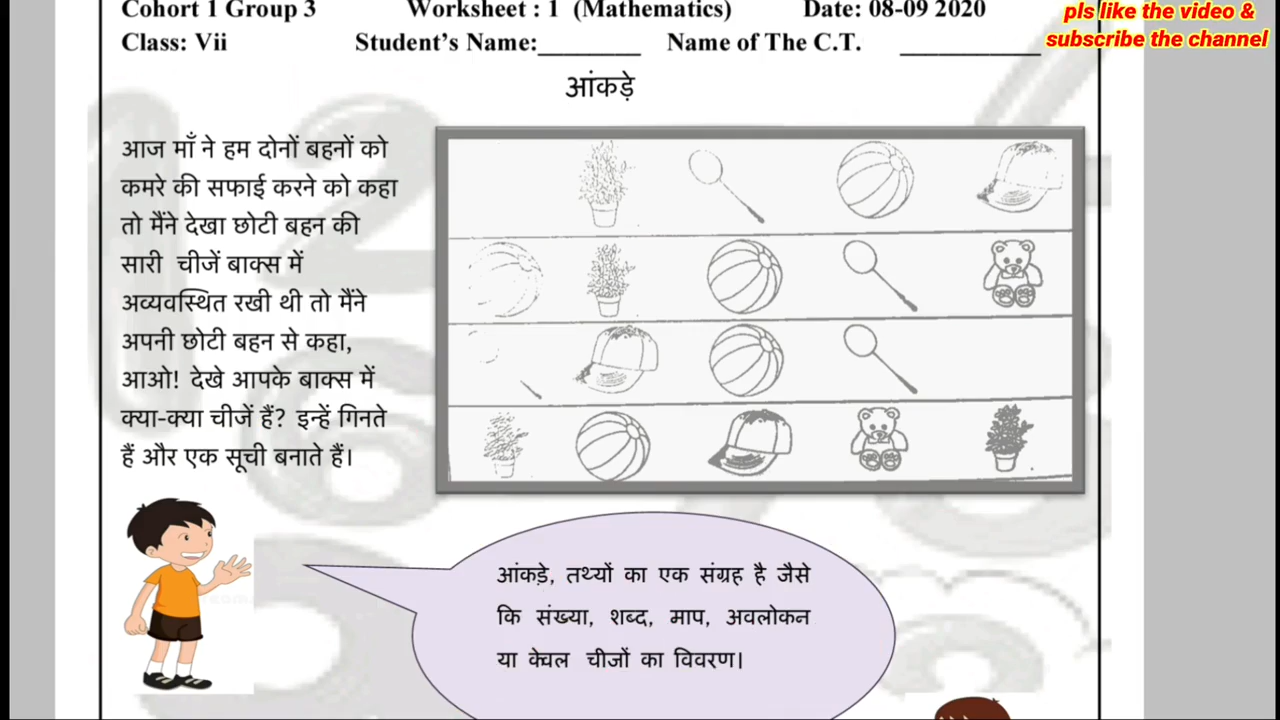 Cohort 1 Group 3 Worksheet : 1 (Mathematics) Date: 08-09 2020
pls like the video &
subscribe the channel
Class: Vii Student’s Name:________ Name of The C.T. ___________
आंकड़े
आज माँ ने हम दोनों बहनों को
कमरे की सफाई करने को कहा
तो मैंने देखा छोटी बहन की
सारी चीजें बाक्स में
अव्यवस्थित रखी थी तो मैंने
अपनी छोटी बहन से कहा,
आओ! देखे आपके बाक्स में
क्या-क्या चीजें हैं? इन्हें गिनते
हैं और एक सूची बनाते हैं।
आंकड़े, तथ्यों का एक संग्रह है जैसे
कि संख्या, शब्द, माप, अवलोकन
या केवल चीजों का विवरण।